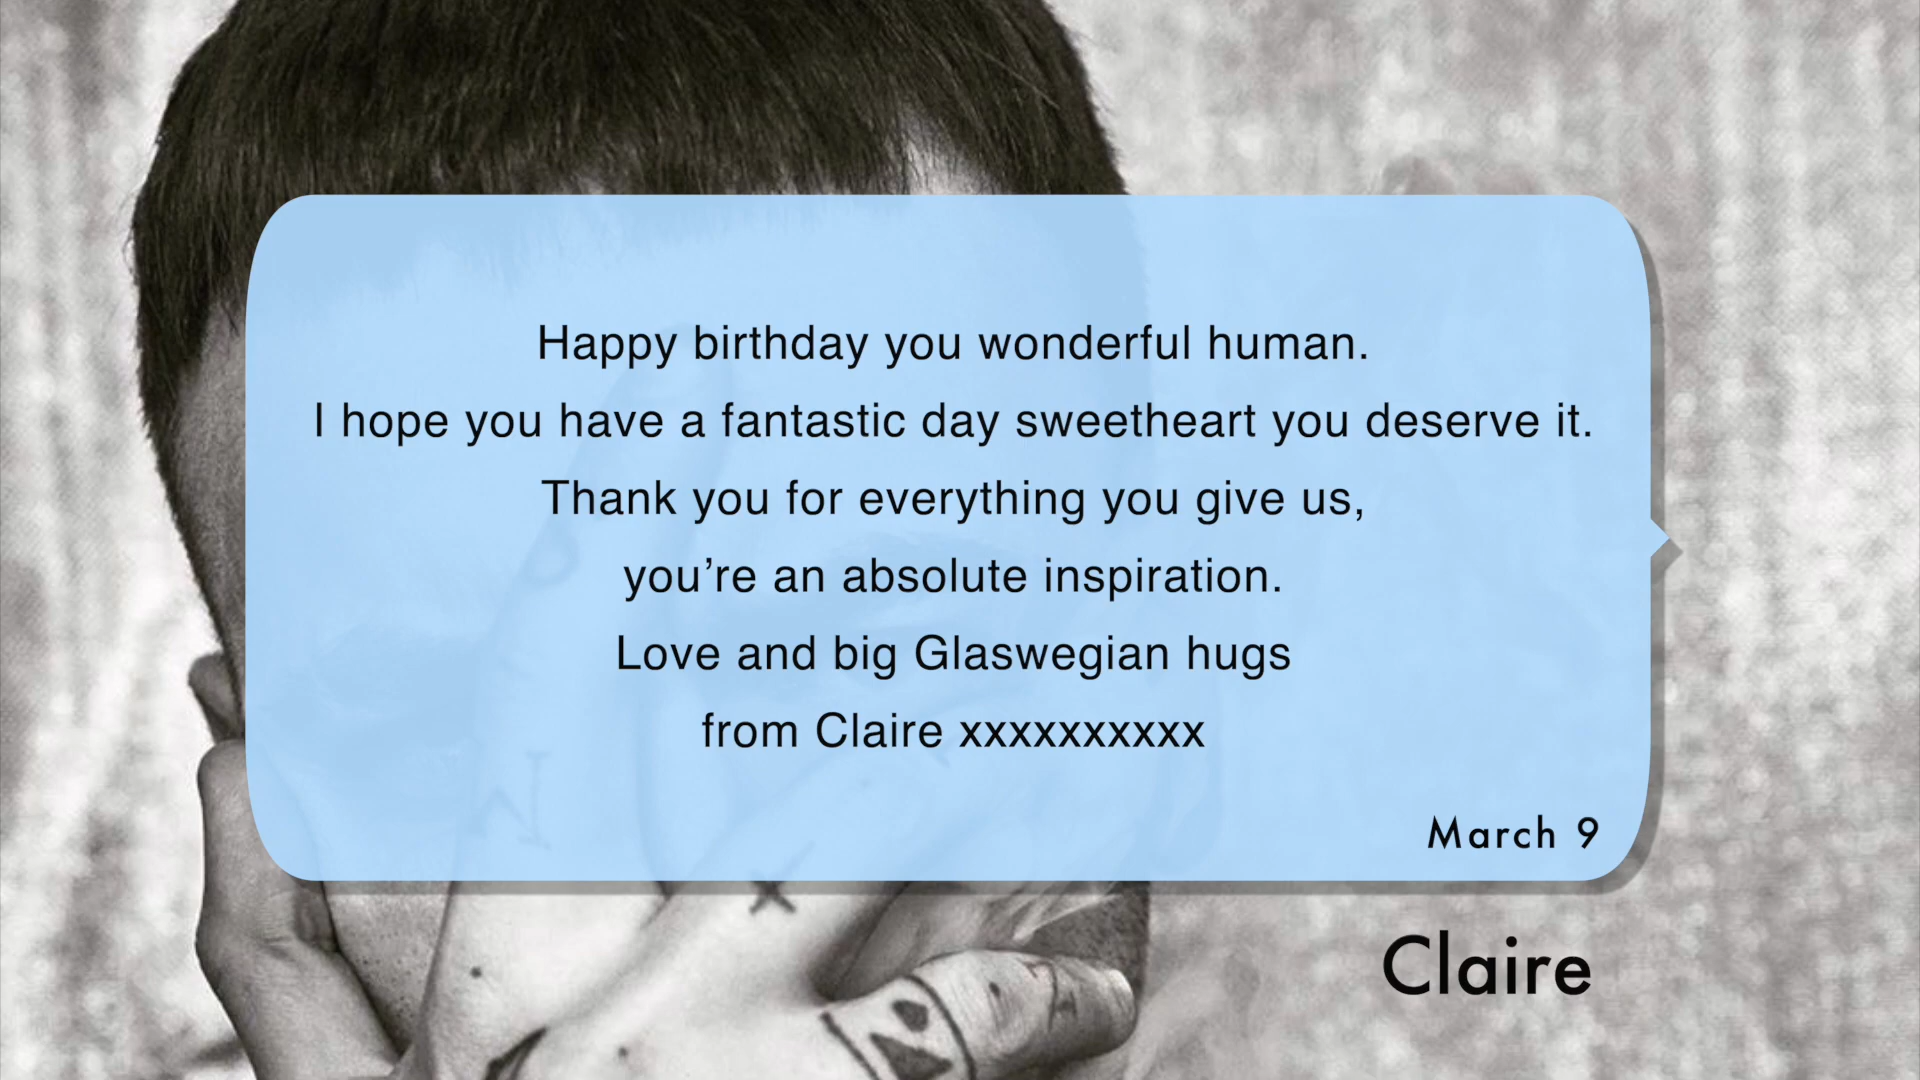 Happy birthday you wonderful human.
I hope you have a fantastic day sweetheart you deserve it.
Thank you for everything you give us,
you’re an absolute inspiration.
Love and big Glaswegian hugs
from Claire xxxxxxxxxx
March 9
Claire
N